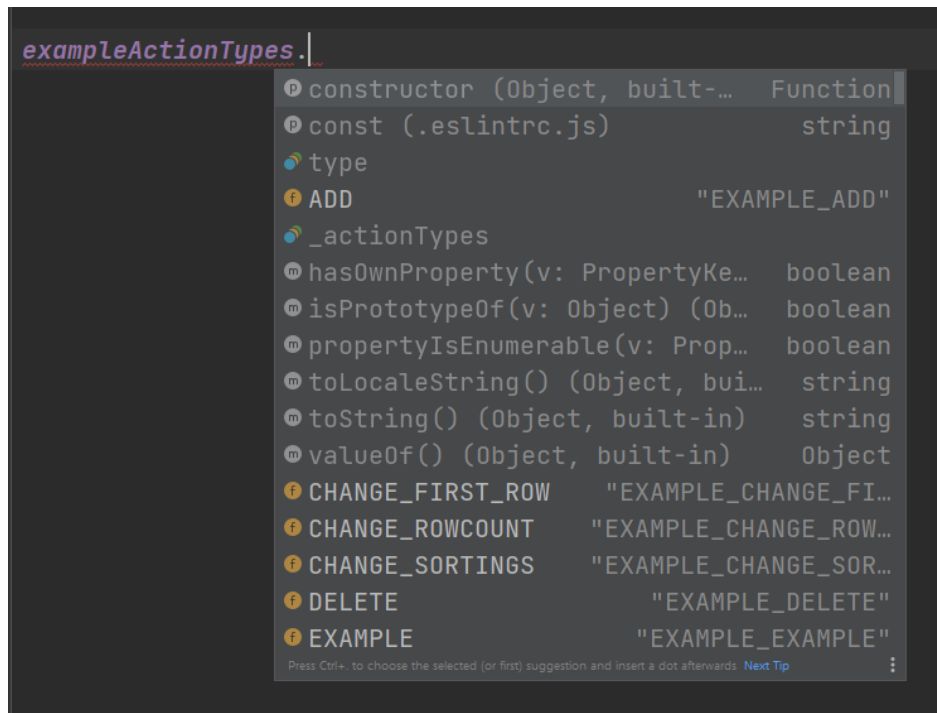 exampleActionTypes.
constructor (Object, built-… Function
const (.eslintrc.js) string
type
ADD "EXAMPLE_ADD"
_actionTypes
hasOwnProperty(v: PropertyKe… boolean
isPrototypeOf(v: Object) (Ob… boolean
propertyIsEnumerable(v: Prop… boolean
toLocaleString() (Object, bui… string
toString() (Object, built-in) string
valueOf() (Object, built-in) Object
CHANGE_FIRST_ROW "EXAMPLE_CHANGE_FI…
CHANGE_ROWCOUNT "EXAMPLE_CHANGE_ROW…
CHANGE_SORTINGS "EXAMPLE_CHANGE_SOR…
DELETE "EXAMPLE_DELETE"
EXAMPLE "EXAMPLE_EXAMPLE"
Press Ctrl+. to choose the selected (or first) suggestion and insert a dot afterwards Next Tip